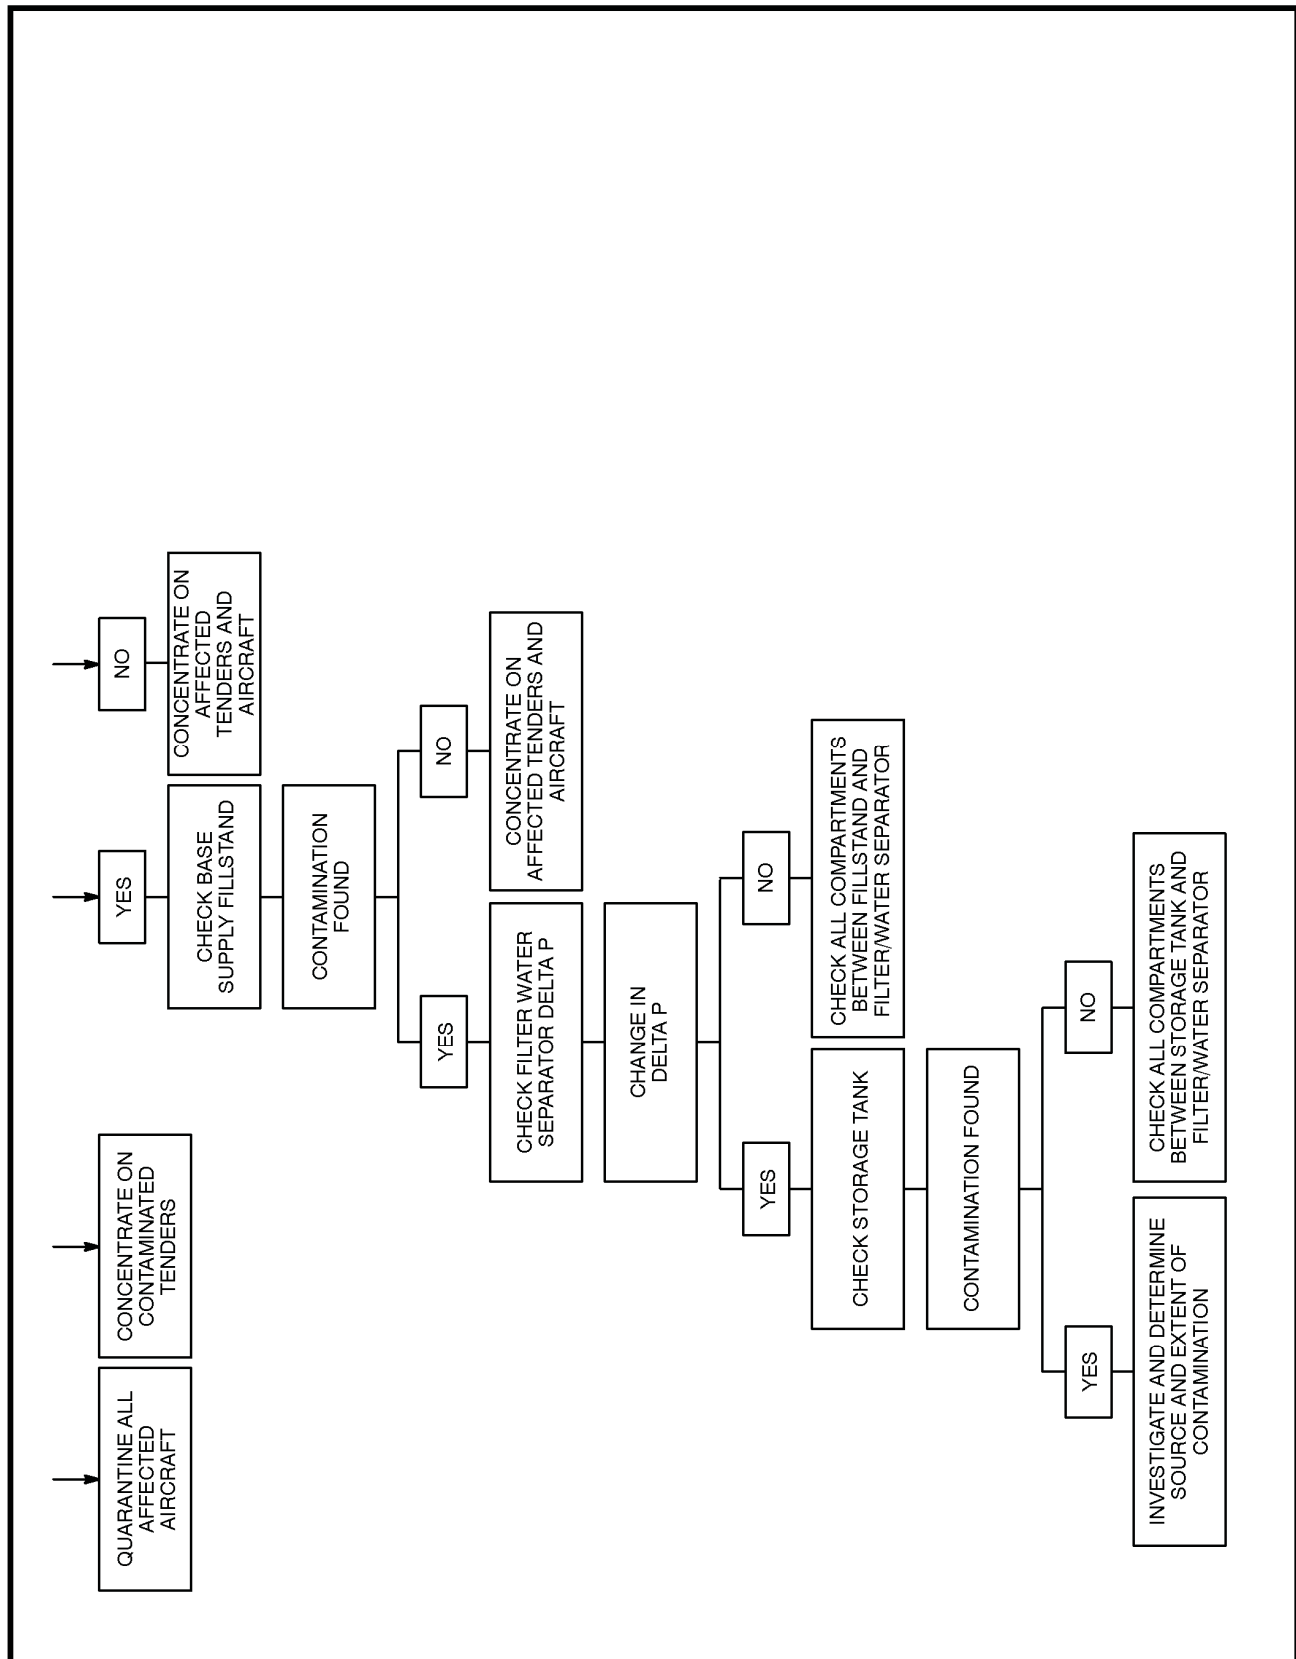 QUARANTINE ALL
AFFECTED
AIRCRAFT
CONCENTRATE ON
CONTAMINATED
TENDERS
YES
NO
CHECK BASE
SUPPLY FILLSTAND
CONCENTRATE ON
AFFECTED
TENDERS AND
AIRCRAFT
CONTAMINATION
FOUND
YES
NO
CHECK FILTER WATER
SEPARATOR DELTA P
CONCENTRATE ON
AFFECTED TENDERS AND
AIRCRAFT
CHANGE IN
DELTA P
YES
NO
CHECK STORAGE TANK
CHECK ALL COMPARTMENTS
BETWEEN FILLSTAND AND
FILTER/WATER SEPARATOR
CONTAMINATION FOUND
YES
NO
INVESTIGATE AND DETERMINE
SOURCE AND EXTENT OF
CONTAMINATION
CHECK ALL COMPARTMENTS
BETWEEN STORAGE TANK AND
FILTER/WATER SEPARATOR